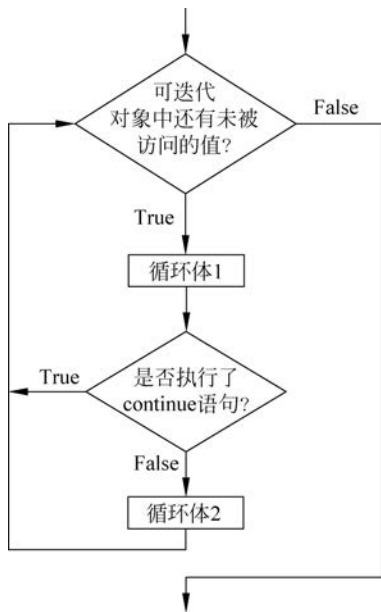 可迭代
对象中还有未被
访问的值?
False
True
循环体1
True
是否执行了
continue语句?
False
循环体2